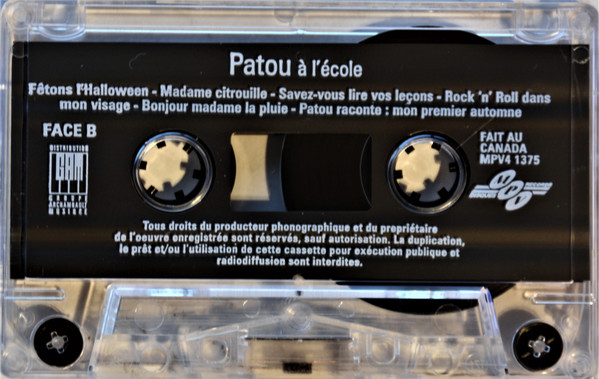 Patou à l'école
Fêtons l'Halloween - Madame citrouille - Savez-vous lire vos leçons - Rock 'n' Roll dans
mon visage - Bonjour madame la pluie - Patou raconte : mon premier automne
FACE B
DISTRIBUTION
GAM
GROUPE
ARCHAMBAULT
MUSIQUE
FAIT AU
CANADA
MPV4 1375
Tous droits du producteur phonographique et du propriétaire
de l'oeuvre enregistrée sont réservés, sauf autorisation. La duplication,
le prêt et/ou l'utilisation de cette cassette pour exécution publique et
radiodiffusion sont interdites.